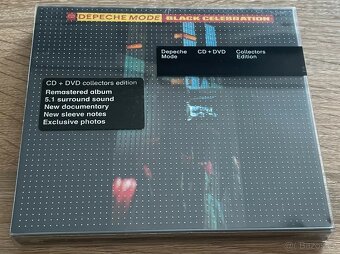 DEPECHE MODE BLACK CELEBRATION
Depeche Mode CD + DVD Collectors Edition
CD + DVD collectors edition
Remastered album
5.1 surround sound
New documentary
New sleeve notes
Exclusive photos